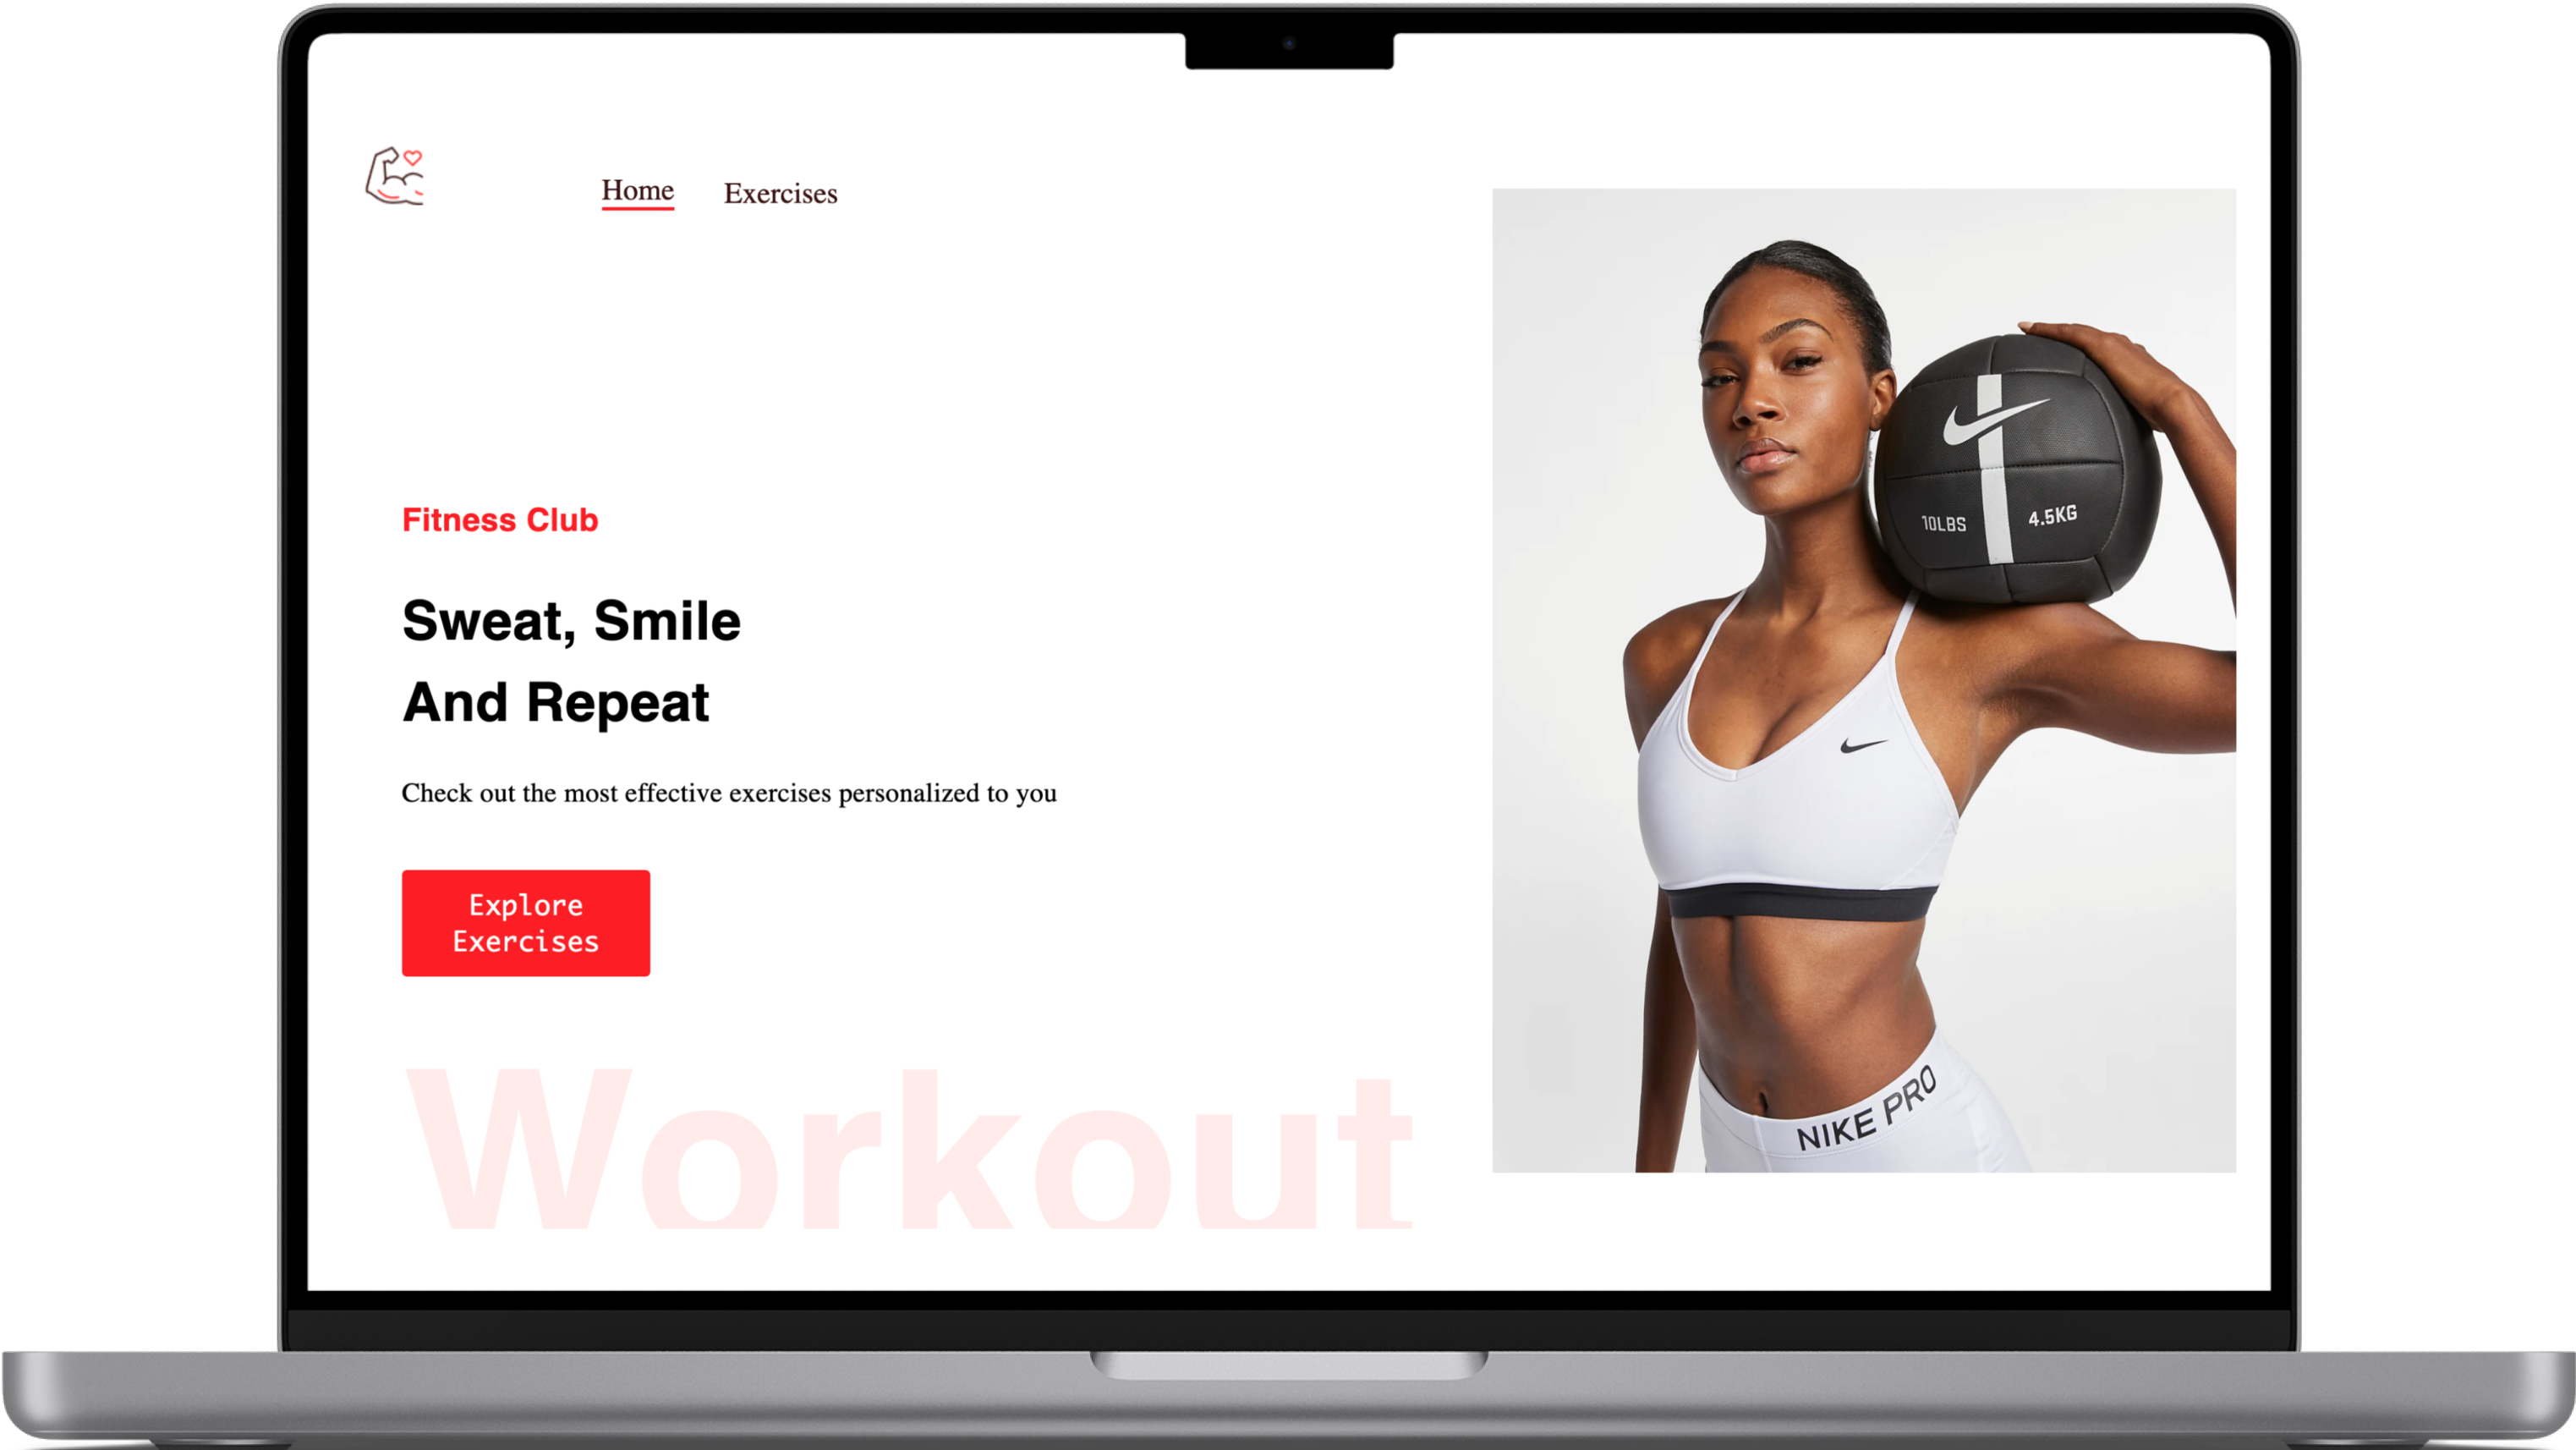 Home Exercises
Fitness Club
Sweat, Smile
And Repeat
Check out the most effective exercises personalized to you
Explore
Exercises
Workout
10LBS 4.5KG
NIKE PRO